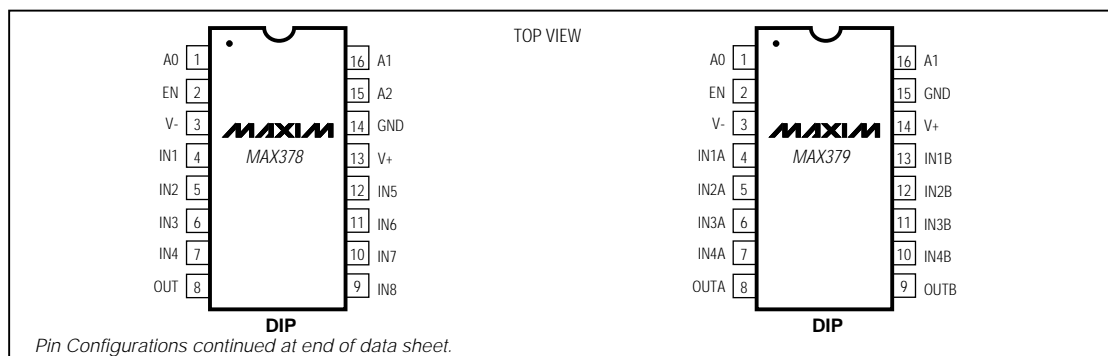 TOP VIEW
A0 1
EN 2
V- 3
IN1 4
IN2 5
IN3 6
IN4 7
OUT 8
MAXIM
MAX378
16 A1
15 A2
14 GND
13 V+
12 IN5
11 IN6
10 IN7
9 IN8
DIP
A0 1
EN 2
V- 3
IN1A 4
IN2A 5
IN3A 6
IN4A 7
OUTA 8
MAXIM
MAX379
16 A1
15 GND
14 V+
13 IN1B
12 IN2B
11 IN3B
10 IN4B
9 OUTB
DIP
Pin Configurations continued at end of data sheet.